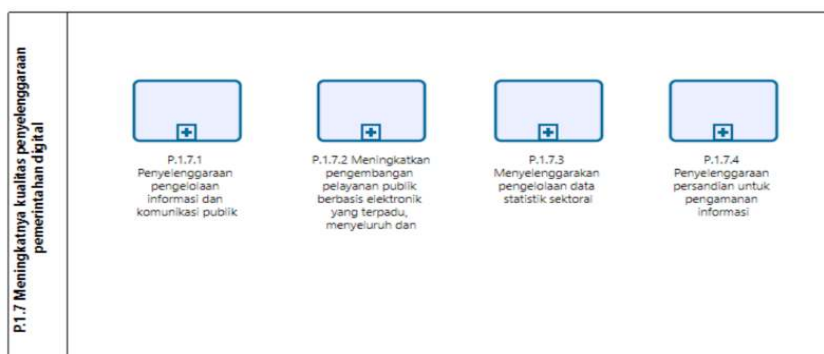 P.1.7 Meningkatnya kualitas penyelenggaraan
pemerintahan digital
P.1.7.1
Penyelenggaraan
pengelolaan
informasi dan
komunikasi publik
P.1.7.2 Meningkatkan
pengembangan
pelayanan publik
berbasis elektronik
yang terpadu,
menyeluruh dan
P.1.7.3
Menyelenggarakan
pengelolaan data
statistik sektoral
P.1.7.4
Penyelenggaraan
persandian untuk
pengamanan
informasi